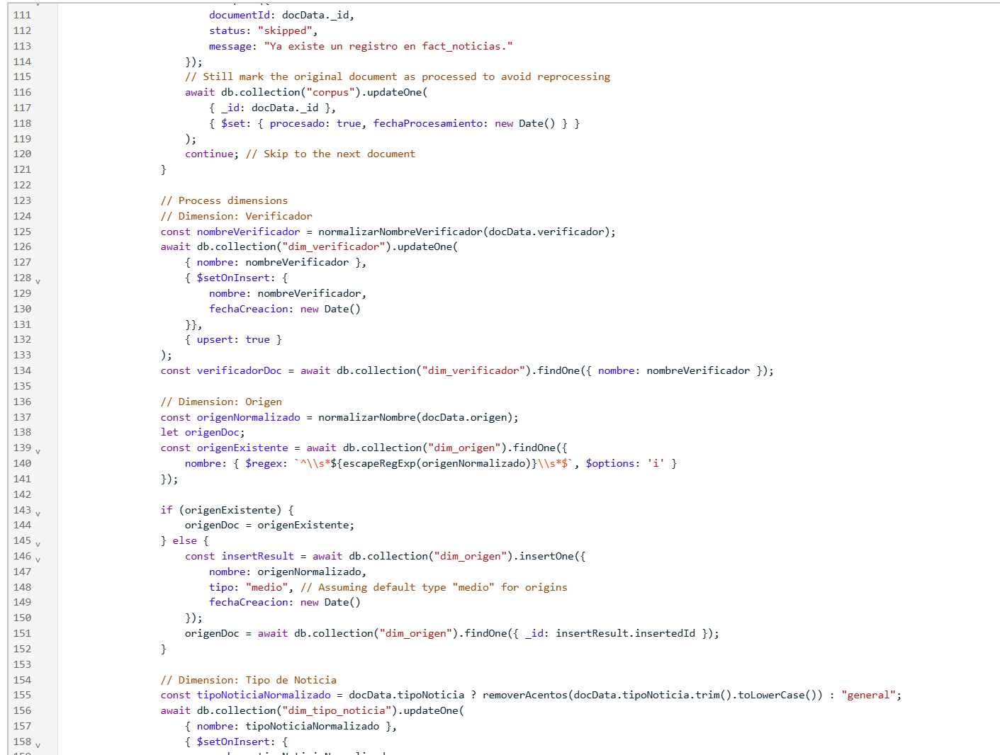 111 documentId: docData._id,
112 status: "skipped",
113 message: "Ya existe un registro en fact_noticias."
114 });
115 // Still mark the original document as processed to avoid reprocessing
116 await db.collection("corpus").updateOne(
117 { _id: docData._id },
118 { $set: { procesado: true, fechaProcesamiento: new Date() } }
119 );
120 continue; // Skip to the next document
121 }
122
123 // Process dimensions
124 // Dimension: Verificador
125 const nombreVerificador = normalizarNombreVerificador(docData.verificador);
126 await db.collection("dim_verificador").updateOne(
127 { nombre: nombreVerificador },
128 { $setOnInsert: {
129 nombre: nombreVerificador,
130 fechaCreacion: new Date()
131 }},
132 { upsert: true }
133 );
134 const verificadorDoc = await db.collection("dim_verificador").findOne({ nombre: nombreVerificador });
135
136 // Dimension: Origen
137 const origenNormalizado = normalizarNombre(docData.origen);
138 let origenDoc;
139 const origenExistente = await db.collection("dim_origen").findOne({
140 nombre: { $regex: `^\\s*${escapeRegExp(origenNormalizado)}\\s*$`, $options: 'i' }
141 });
142
143 if (origenExistente) {
144 origenDoc = origenExistente;
145 } else {
146 const insertResult = await db.collection("dim_origen").insertOne({
147 nombre: origenNormalizado,
148 tipo: "medio", // Assuming default type "medio" for origins
149 fechaCreacion: new Date()
150 });
151 origenDoc = await db.collection("dim_origen").findOne({ _id: insertResult.insertedId });
152 }
153
154 // Dimension: Tipo de Noticia
155 const tipoNoticiaNormalizado = docData.tipoNoticia ? removerAcentos(docData.tipoNoticia.trim().toLowerCase()) : "general";
156 await db.collection("dim_tipo_noticia").updateOne(
157 { nombre: tipoNoticiaNormalizado },
158 { $setOnInsert: {